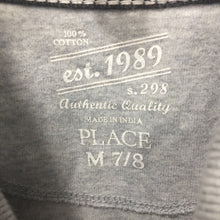 100%
COTTON
est. 1989
s. 298
Authentic Quality
MADE IN INDIA
PLACE
M 7/8